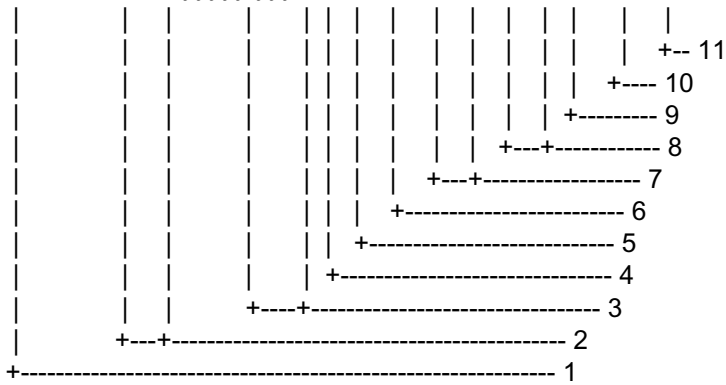 | | | | | | | | | | | | | | | |
| | | | | | | | | | | | | | | +-- 11
| | | | | | | | | | | | | | +---- 10
| | | | | | | | | | | | | +--------- 9
| | | | | | | | | | | +---+------------ 8
| | | | | | | | | +---+------------------ 7
| | | | | | | | +------------------------- 6
| | | | | | | +---------------------------- 5
| | | | | | +-------------------------------- 4
| | | | +----+--------------------------------- 3
| +---+---------------------------------------------- 2
+------------------------------------------------------------- 1